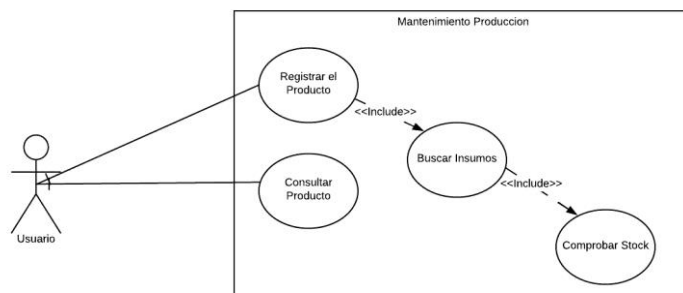 Mantenimiento Produccion
Registrar el
Producto
<<Include>>
Buscar Insumos
Consultar
Producto
<<Include>>
Usuario
Comprobar Stock